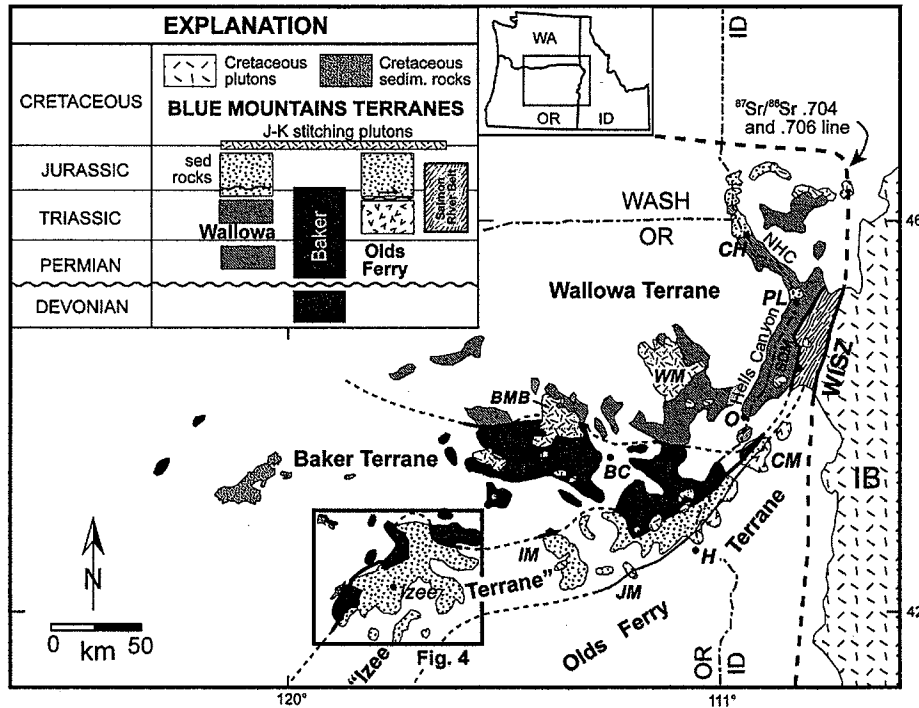 EXPLANATION
Cretaceous plutons
Cretaceous sedim. rocks
BLUE MOUNTAINS TERRANES
J-K stitching plutons
CRETACEOUS
JURASSIC
TRIASSIC
PERMIAN
DEVONIAN
sed rocks
Wallowa
Baker
Olds Ferry
Salmon River Belt
WA
OR
ID
ID
⁸⁷Sr/⁸⁶Sr .704
and .706 line
WASH
OR
46
CH
NHC
Wallowa Terrane
PL
Hells Canyon
SDM
WISZ
WM
BMB
O
Baker Terrane
BC
CM
IB
N
0 50
km
Izee
IM
H
Terrane
"Izee Terrane"
JM
Olds Ferry
42
Fig. 4
OR
ID
120°
111°